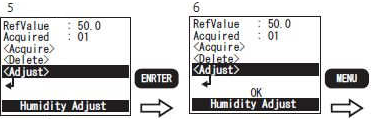 5
RefValue : 50.0
Acquired : 01
<Acquire>
<Delete>
<Adjust>
Humidity Adjust
ENRTER
6
RefValue : 50.0
Acquired : 01
<Acquire>
<Delete>
<Adjust>
OK
Humidity Adjust
MENU